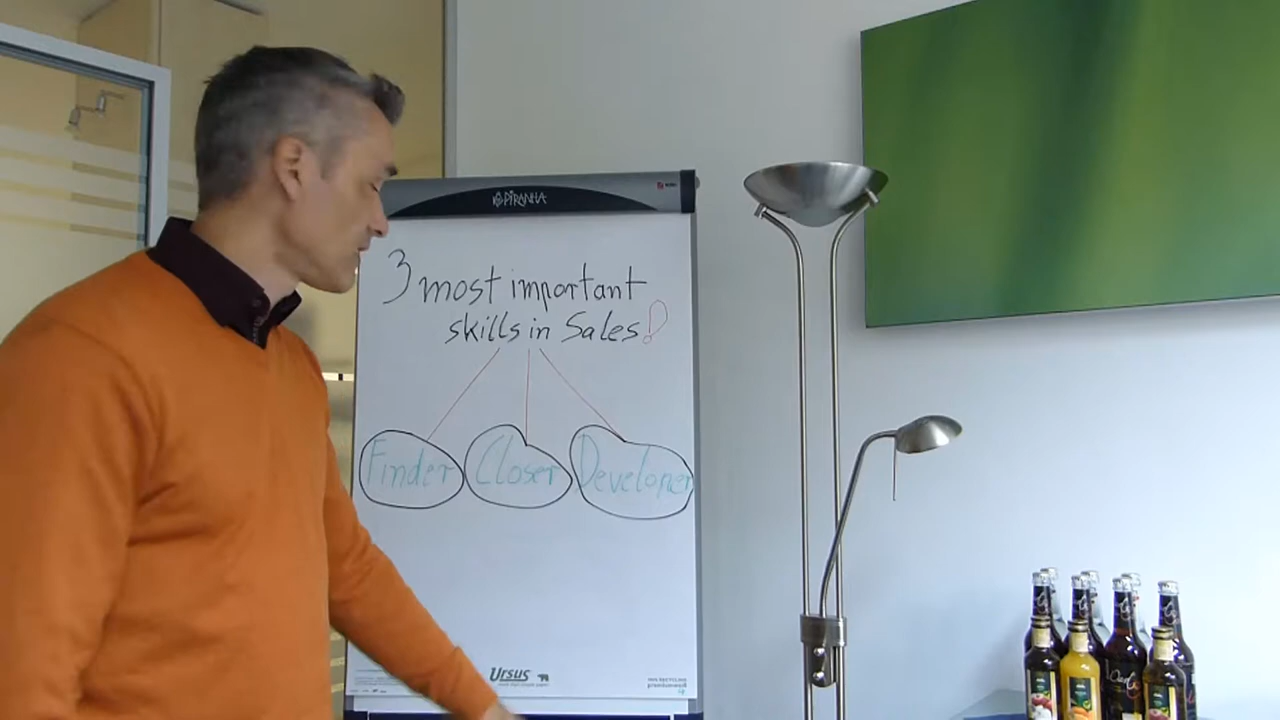 PiRANHA
3 most important
skills in Sales!
Finder Closer Developer
Ursus